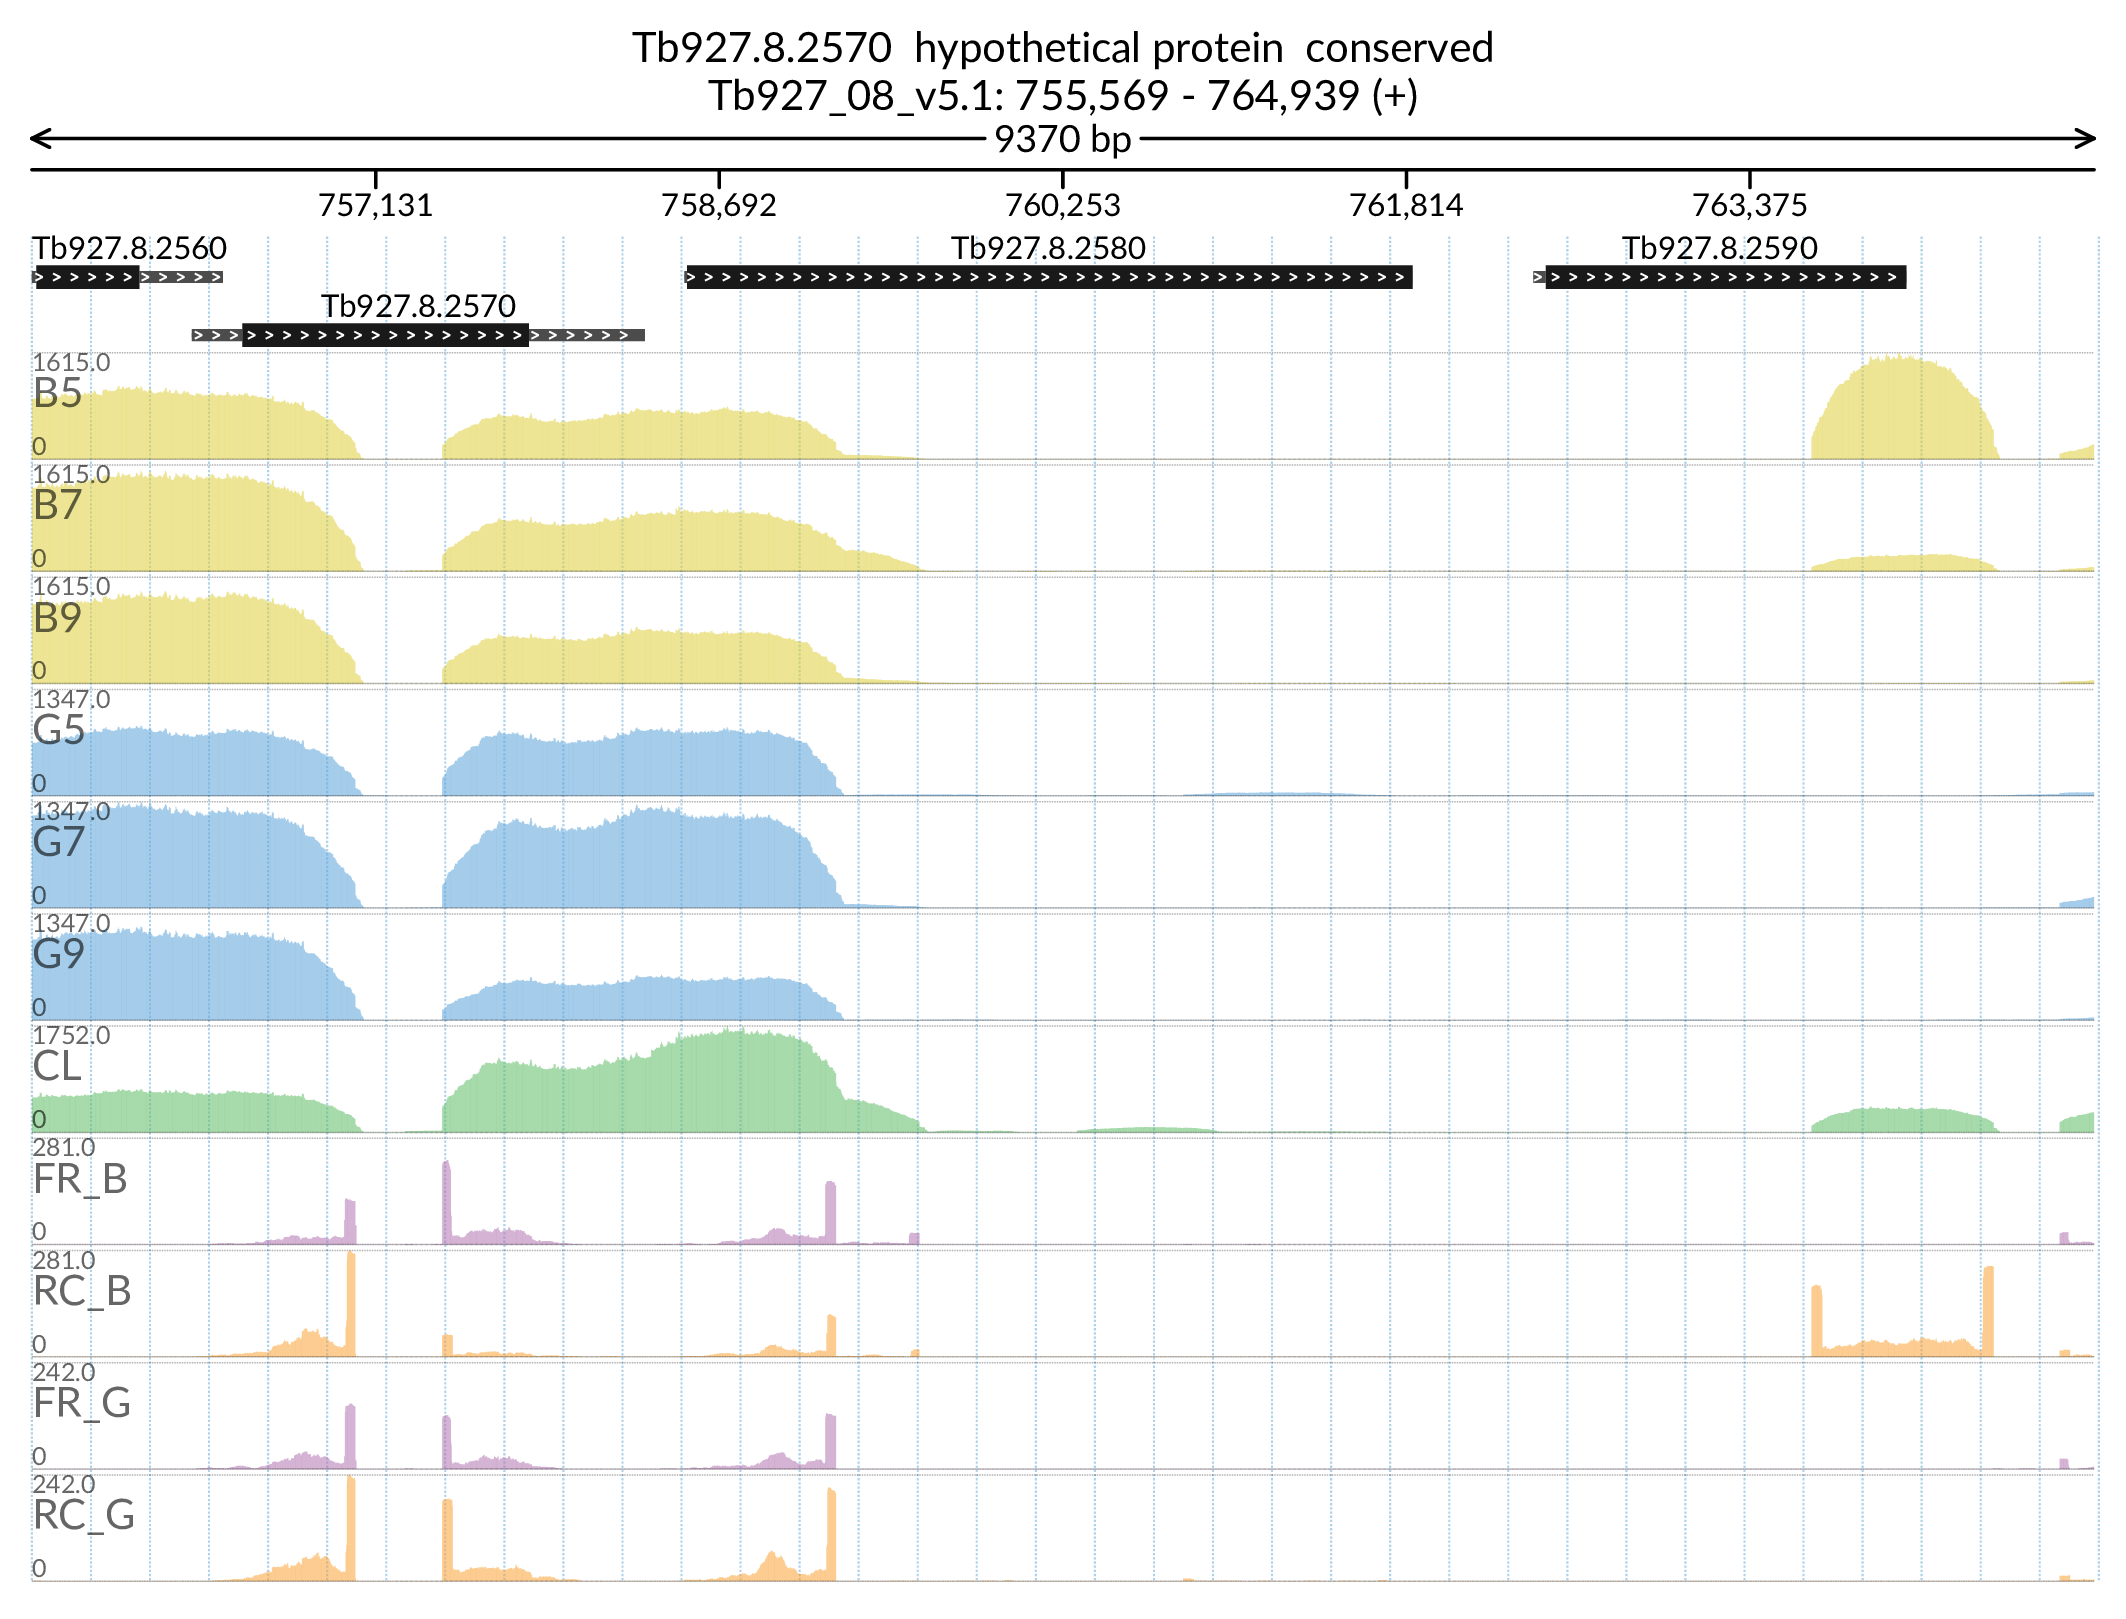 Tb927.8.2570  hypothetical protein  conserved
Tb927_08_v5.1: 755,569 - 764,939 (+)
9370 bp
757,131 758,692 760,253 761,814 763,375
Tb927.8.2560 Tb927.8.2580 Tb927.8.2590
Tb927.8.2570
1615.0
B5
0
1615.0
B7
0
1615.0
B9
0
1347.0
G5
0
1347.0
G7
0
1347.0
G9
0
1752.0
CL
0
281.0
FR_B
0
281.0
RC_B
0
242.0
FR_G
0
242.0
RC_G
0